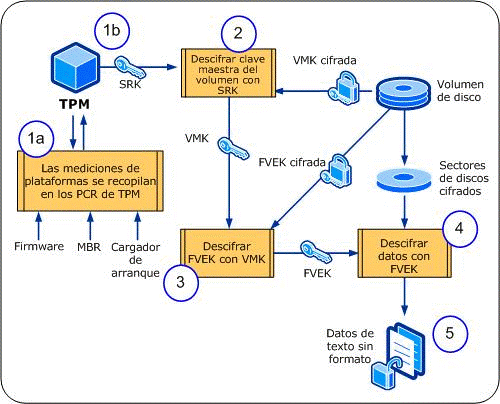 1b
2
Descifrar clave
maestra del
volumen con
SRK
VMK cifrada
SRK
TPM
Volumen
de disco
1a
VMK
Las mediciones de
plataformas se recopilan
en los PCR de TPM
FVEK cifrada
Sectores
de discos
cifrados
Firmware
MBR
Cargador
de
arranque
Descifrar
FVEK con VMK
3
FVEK
4
Descifrar
datos con
FVEK
5
Datos de
texto sin
formato